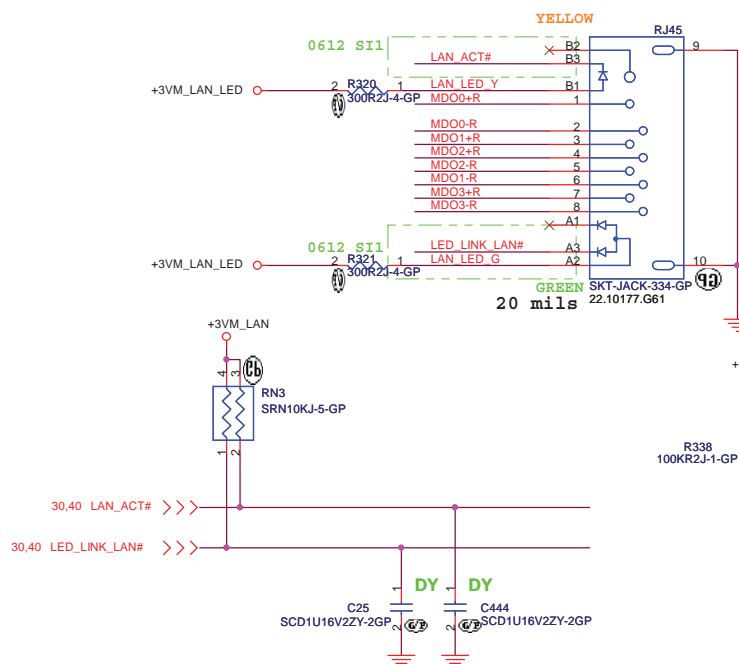 YELLOW
RJ45
0612 SI1
B2
9
LAN_ACT#
B3
+3VM_LAN_LED
2
R320
1
LAN_LED_Y
B1
300R2J-4-GP
MDO0+R
1
MDO0-R
2
MDO1+R
3
MDO2+R
4
MDO2-R
5
MDO1-R
6
MDO3+R
7
MDO3-R
8
A1
0612 SI1
LED_LINK_LAN#
A3
+3VM_LAN_LED
2
R321
1
LAN_LED_G
A2
10
300R2J-4-GP
GREEN
SKT-JACK-334-GP
20 mils
22.10177.G61
+3VM_LAN
+
4
3
RN3
SRN10KJ-5-GP
R338
100KR2J-1-GP
1
2
30,40 LAN_ACT#
30,40 LED_LINK_LAN#
1
DY
1
DY
C25
C444
SCD1U16V2ZY-2GP
SCD1U16V2ZY-2GP
2
G/P
2
G/P